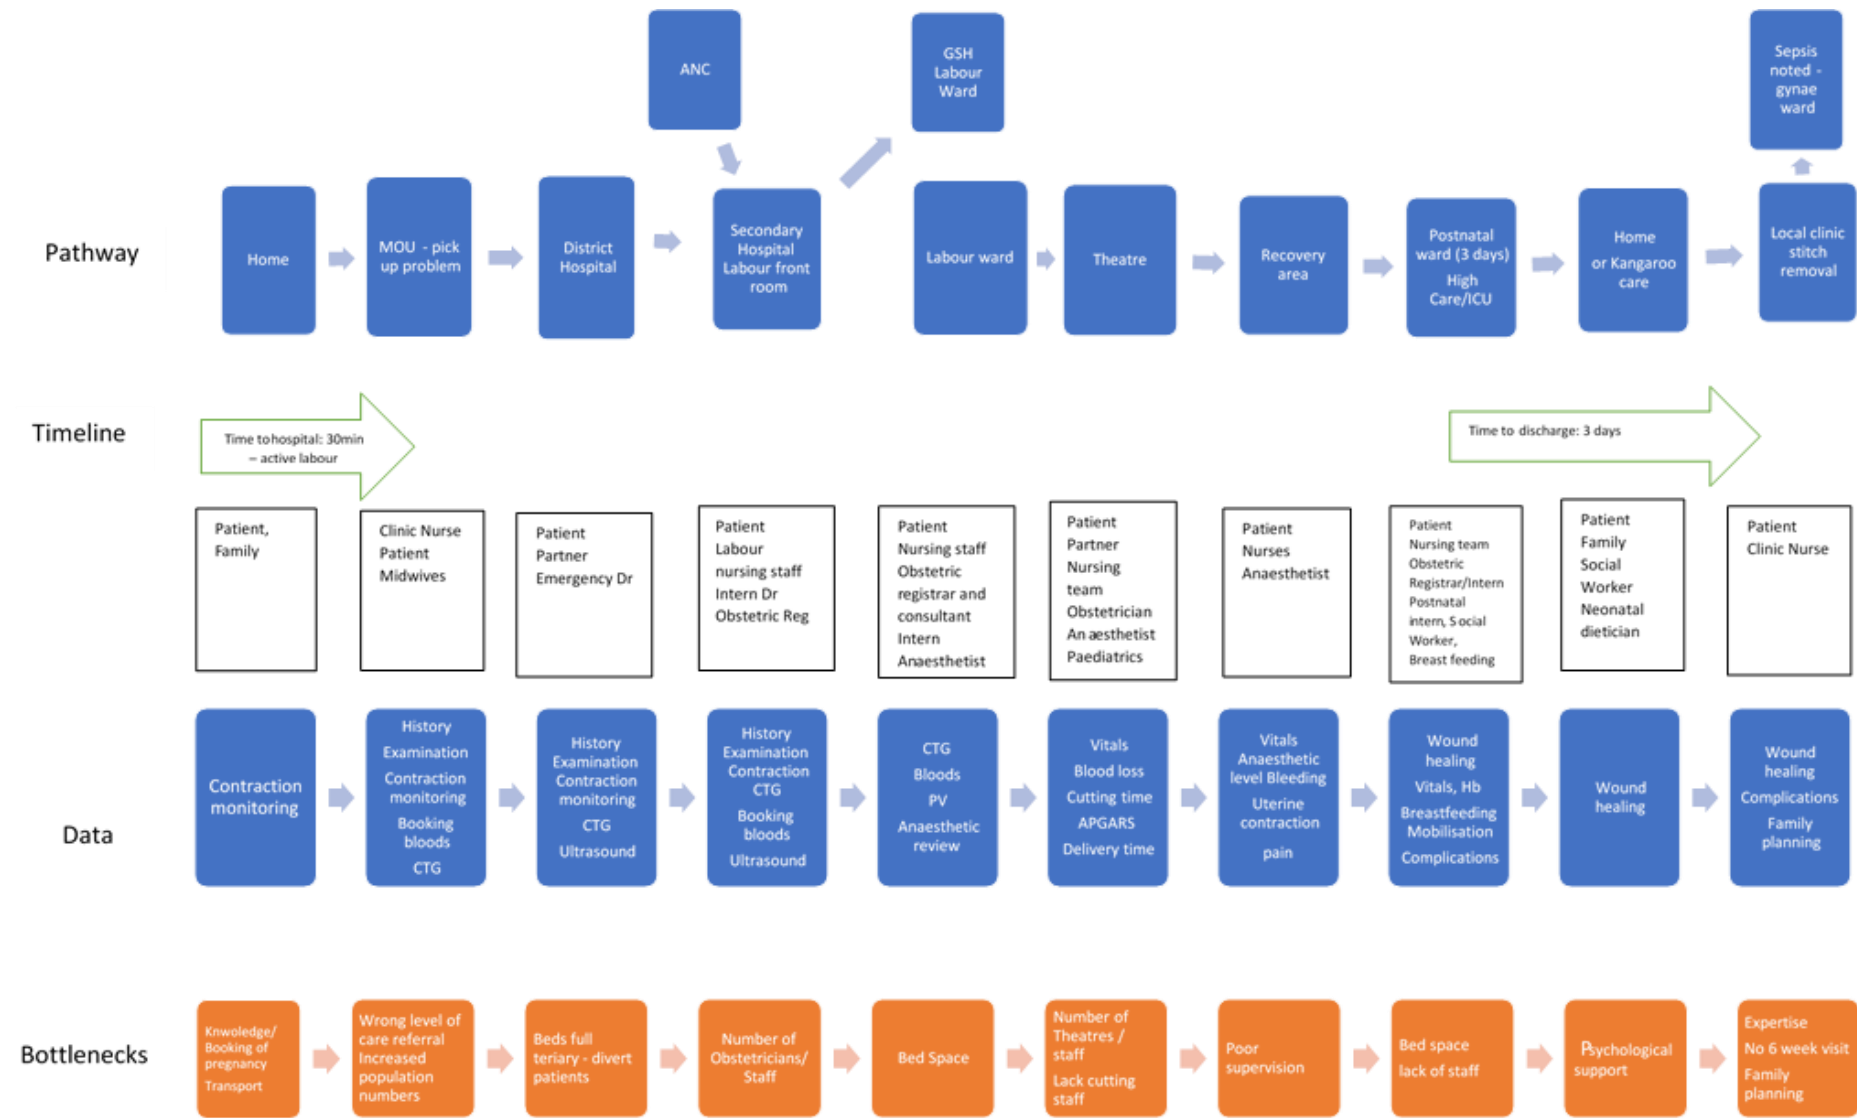 ANC
GSH
Labour
Ward
Sepsis
noted -
gynae
ward
Pathway
Home
MOU - pick
up problem
District
Hospital
Secondary
Hospital
Labour front
room
Labour ward
Theatre
Recovery
area
Postnatal
ward (3 days)
High
Care/ICU
Home
or Kangaroo
care
Local clinic
stitch
removal
Timeline
Time to hospital: 30min
– active labour
Time to discharge: 3 days
Patient,
Family
Clinic Nurse
Patient
Midwives
Patient
Partner
Emergency Dr
Patient
Labour
nursing staff
Intern Dr
Obstetric Reg
Patient
Nursing staff
Obstetric
registrar and
consultant
Intern
Anaesthetist
Patient
Partner
Nursing
team
Obstetrician
An aesthetist
Paediatrics
Patient
Nurses
Anaesthetist
Patient
Nursing team
Obstetric
Registrar/Intern
Postnatal
intern, Social
Worker,
Breast feeding
Patient
Family
Social
Worker
Neonatal
dietician
Patient
Clinic Nurse
Data
Contraction
monitoring
History
Examination
Contraction
monitoring
Booking
bloods
CTG
History
Examination
Contraction
monitoring
CTG
Ultrasound
History
Examination
Contraction
CTG
Booking
bloods
Ultrasound
CTG
Bloods
PV
Anaesthetic
review
Vitals
Blood loss
Cutting time
APGARS
Delivery time
Vitals
Anaesthetic
level Bleeding
Uterine
contraction
pain
Wound
healing
Vitals, Hb
Breastfeeding
Mobilisation
Complications
Wound
healing
Wound
healing
Complications
Family
planning
Bottlenecks
Knwoledge/
Booking of
pregnancy
Transport
Wrong level of
care referral
Increased
population
numbers
Beds full
teriary - divert
patients
Number of
Obstetricians/
Staff
Bed Space
Number of
Theatres /
staff
Lack cutting
staff
Poor
supervision
Bed space
lack of staff
Psychological
support
Expertise
No 6 week visit
Family
planning